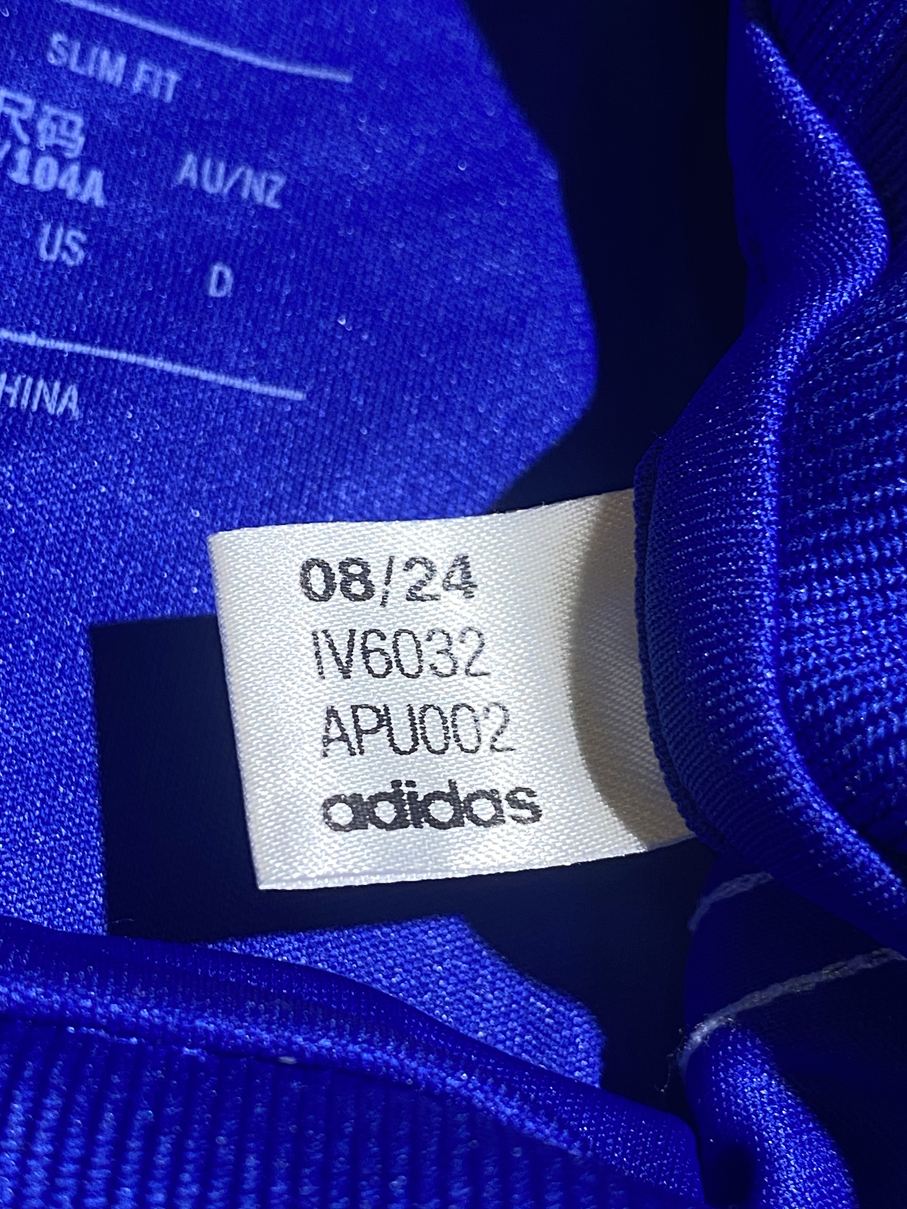 SLIM FIT
尺码
/104A
AU/NZ
US
D
HINA
08/24
IV6032
APU002
adidas